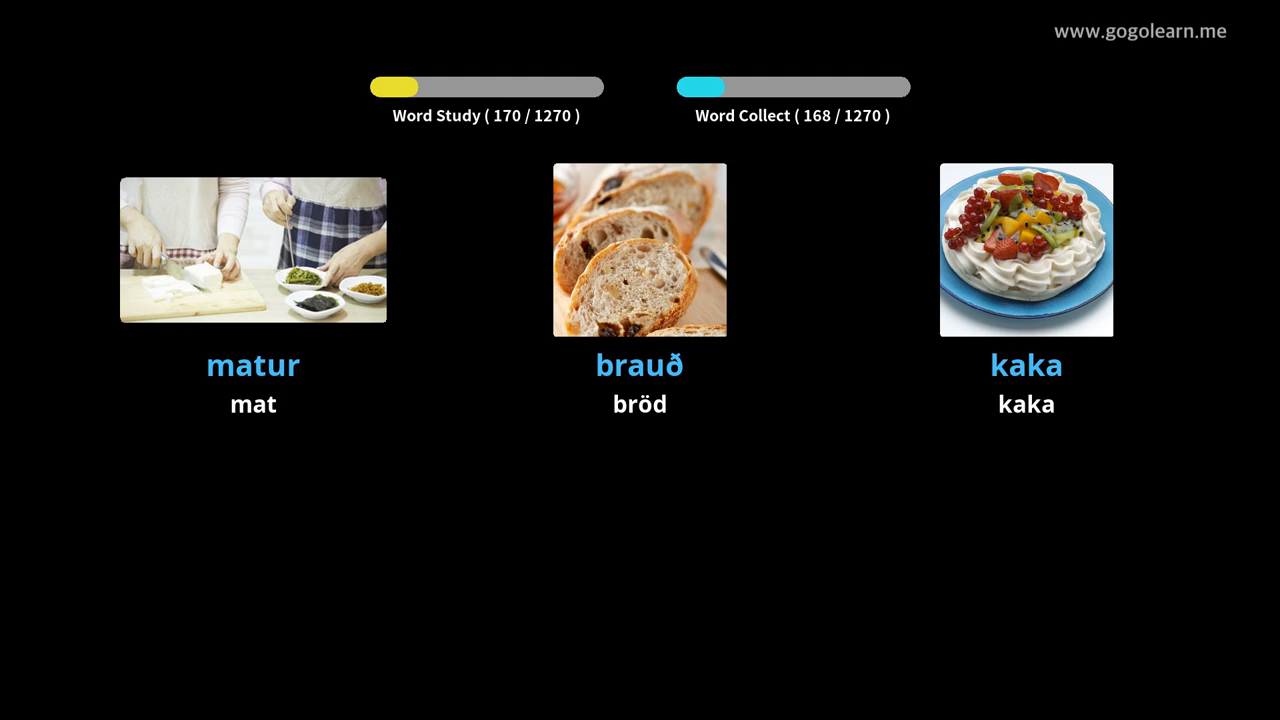 www.gogolearn.me
Word Study ( 170 / 1270 )
Word Collect ( 168 / 1270 )
matur
brauð
kaka
mat
bröd
kaka